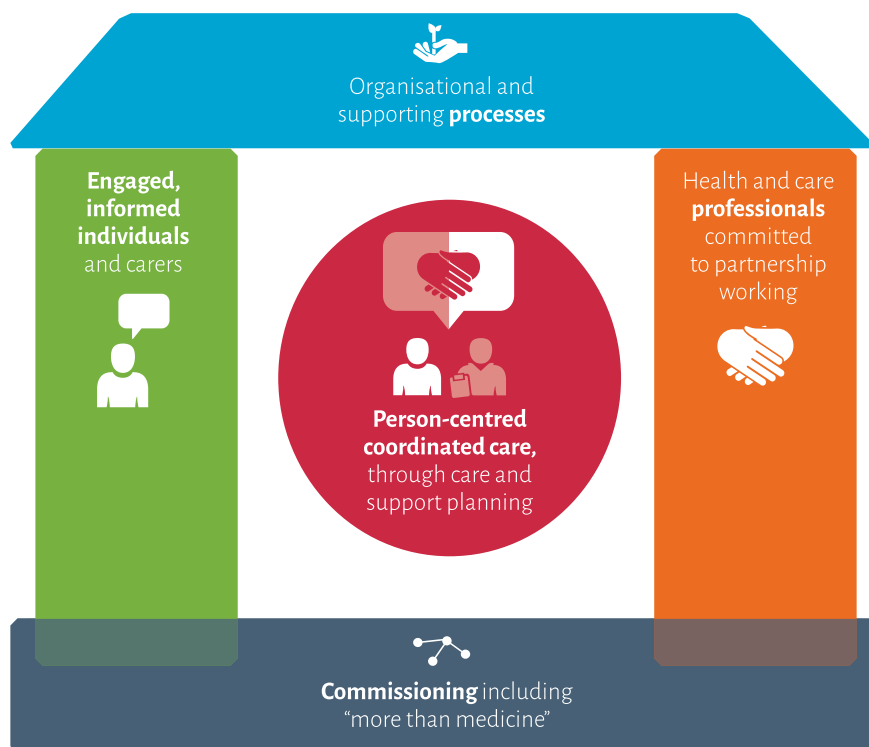 Organisational and
supporting processes
Engaged,
informed
individuals
and carers
Health and care
professionals
committed
to partnership
working
Person-centred
coordinated care,
through care and
support planning
Commissioning including
“more than medicine”